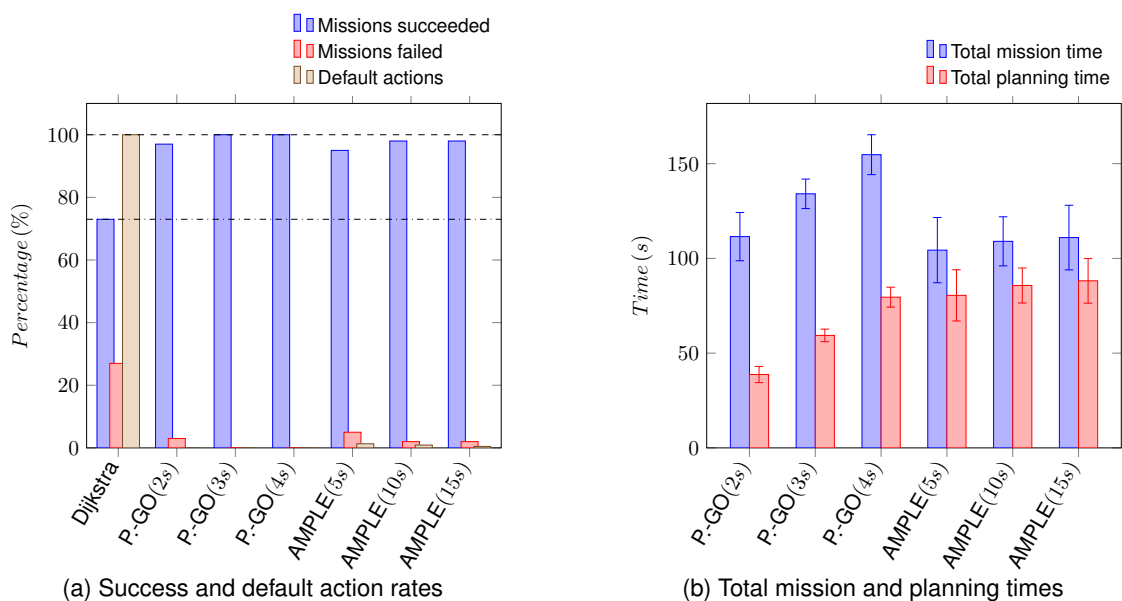 Missions succeeded
Missions failed
Default actions
100
80
60
40
20
0
Percentage (%)
Dijkstra
P.-GO(2s)
P.-GO(3s)
P.-GO(4s)
AMPLE(5s)
AMPLE(10s)
AMPLE(15s)
(a) Success and default action rates
Total mission time
Total planning time
150
100
50
0
Time (s)
P.-GO(2s)
P.-GO(3s)
P.-GO(4s)
AMPLE(5s)
AMPLE(10s)
AMPLE(15s)
(b) Total mission and planning times